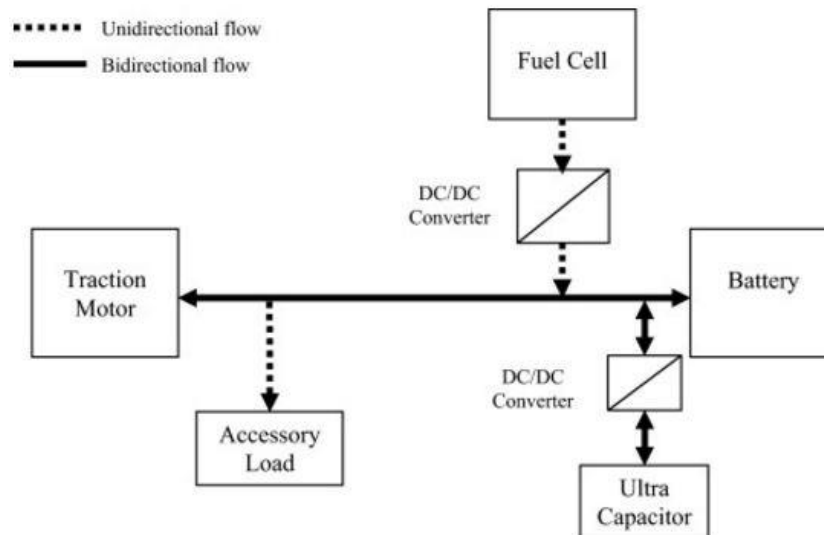 Unidirectional flow
Bidirectional flow
Fuel Cell
DC/DC
Converter
Traction
Motor
Battery
DC/DC
Converter
Accessory
Load
Ultra
Capacitor